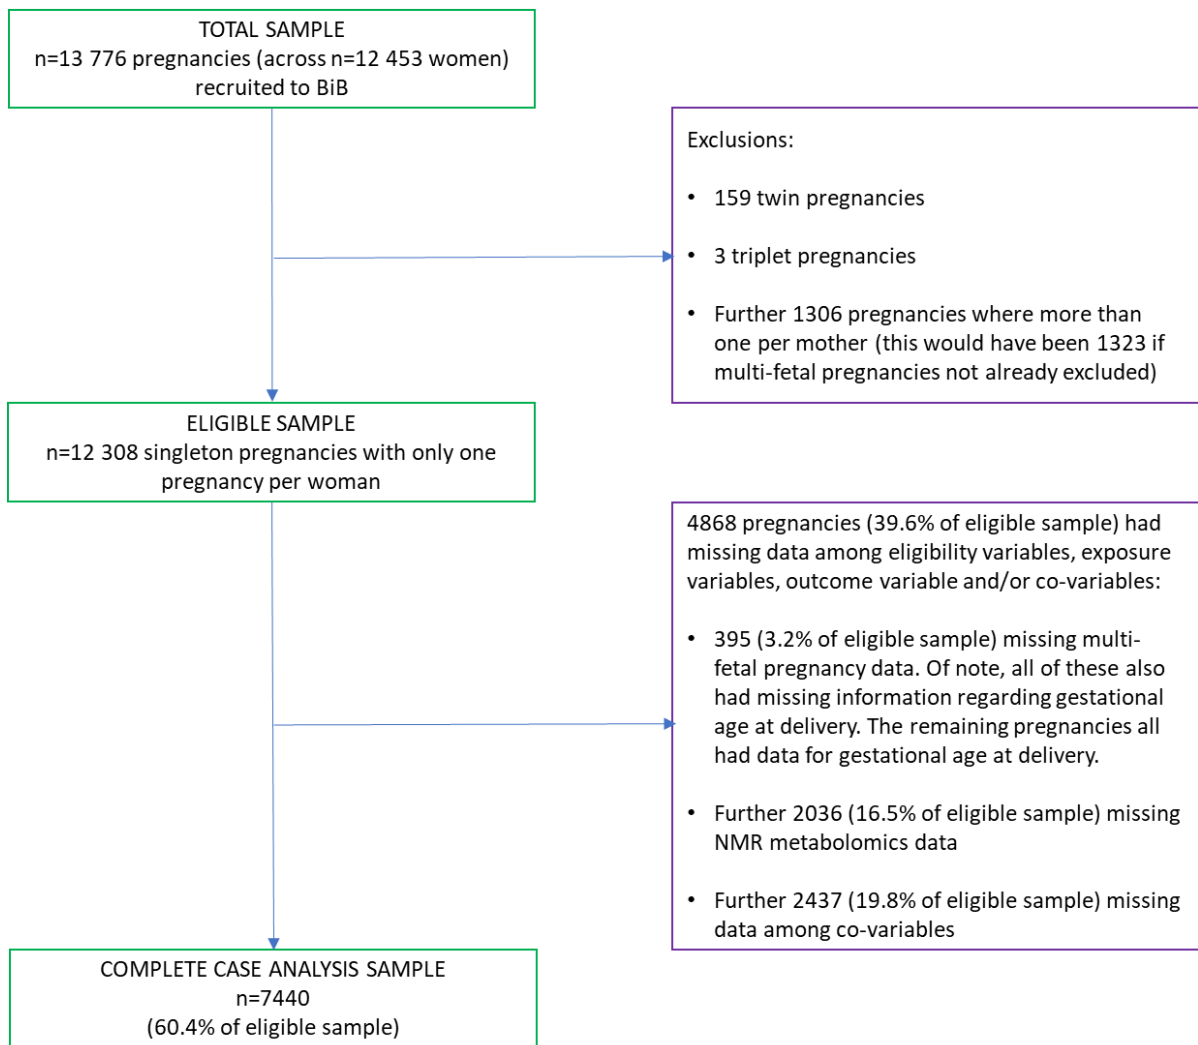 TOTAL SAMPLE
n=13 776 pregnancies (across n=12 453 women)
recruited to BiB
Exclusions:
• 159 twin pregnancies
• 3 triplet pregnancies
• Further 1306 pregnancies where more
one per mother (this would have been 1323 if
multi-fetal pregnancies not already excluded)
ELIGIBLE SAMPLE
n=12 308 singleton pregnancies with only one
pregnancy per woman
4868 pregnancies (39.6% of eligible sample) had
missing data among eligibility variables, exposure
variables, outcome variable and/or co-variables:
• 395 (3.2% of eligible sample) missing multi-
fetal pregnancy data. Of note, all of these also
had missing information regarding gestational
age at delivery. The remaining pregnancies all
had data for gestational age at delivery.
• Further 2036 (16.5% of eligible sample) missing
NMR metabolomics data
• Further 2437 (19.8% of eligible sample) missing
data among co-variables
COMPLETE CASE ANALYSIS SAMPLE
n=7440
(60.4% of eligible sample)